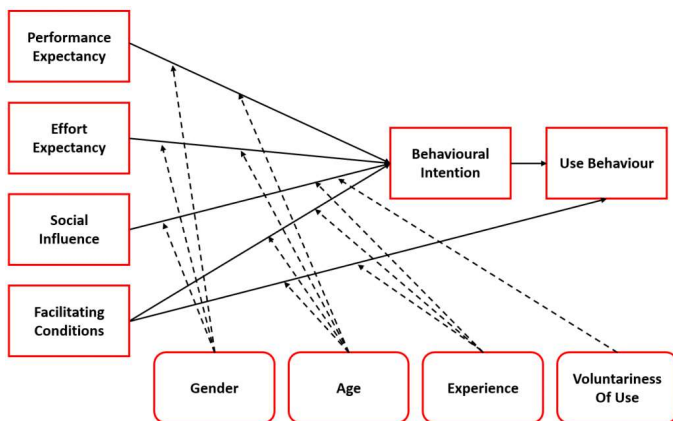 Performance
Expectancy
Effort
Expectancy
Behavioural
Intention
Use Behaviour
Social
Influence
Facilitating
Conditions
Gender
Age
Experience
Voluntariness
Of Use